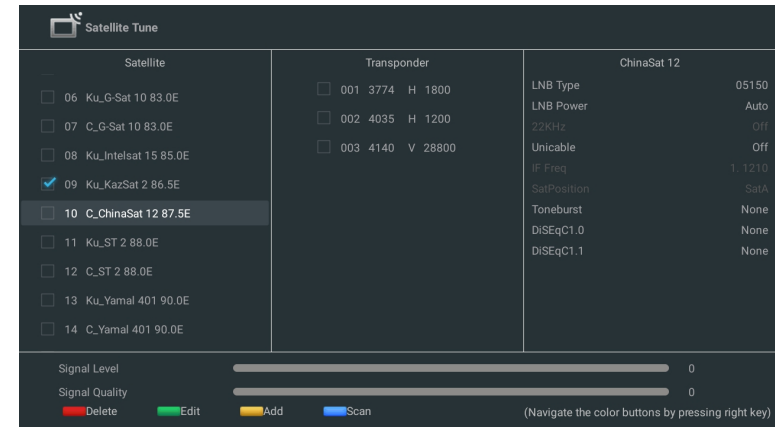 Satellite Tune
Satellite
06 Ku_G-Sat 10 83.0E
07 C_G-Sat 10 83.0E
08 Ku_Intelsat 15 85.0E
09 Ku_KazSat 2 86.5E
10 C_ChinaSat 12 87.5E
11 Ku_ST 2 88.0E
12 C_ST 2 88.0E
13 Ku_Yamal 401 90.0E
14 C_Yamal 401 90.0E
Transponder
001 3774 H 1800
002 4035 H 1200
003 4140 V 28800
ChinaSat 12
LNB Type 05150
LNB Power Auto
22KHz Off
Unicable Off
IF Freq 1. 1210
SatPosition SatA
Toneburst None
DiSEqC1.0 None
DiSEqC1.1 None
Signal Level 0
Signal Quality 0
Delete Edit Add Scan (Navigate the color buttons by pressing right key)